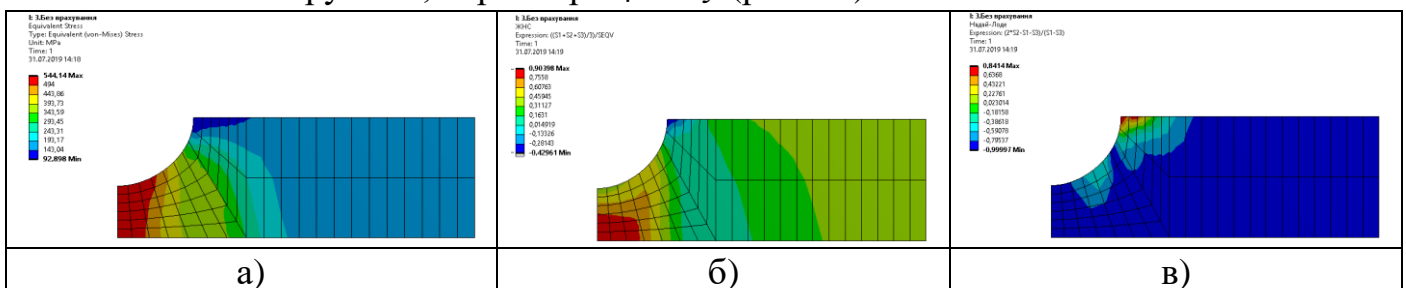 I: 3.Без врахування
Equivalent Stress
Type: Equivalent (von-Mises) Stress
Unit: MPa
Time: 1
31.07.2019 14:18
544,14 Max
494
443,86
393,73
343,59
293,45
243,31
193,17
143,04
92,898 Min
I: 3.Без врахування
ЖНС
Expression: ((S1+S2+S3)/3)/SEQV
Time: 1
31.07.2019 14:19
0,90398 Max
0,7558
0,60763
0,45945
0,31127
0,1631
0,014919
-0,13326
-0,28143
-0,42961 Min
I: 3.Без врахування
Надай-Лоде
Expression: (2*S2-S1-S3)/(S1-S3)
Time: 1
31.07.2019 14:19
0,8414 Max
0,6368
0,43221
0,22761
0,023014
-0,18158
-0,38618
-0,59078
-0,79537
-0,99997 Min
а)
б)
в)